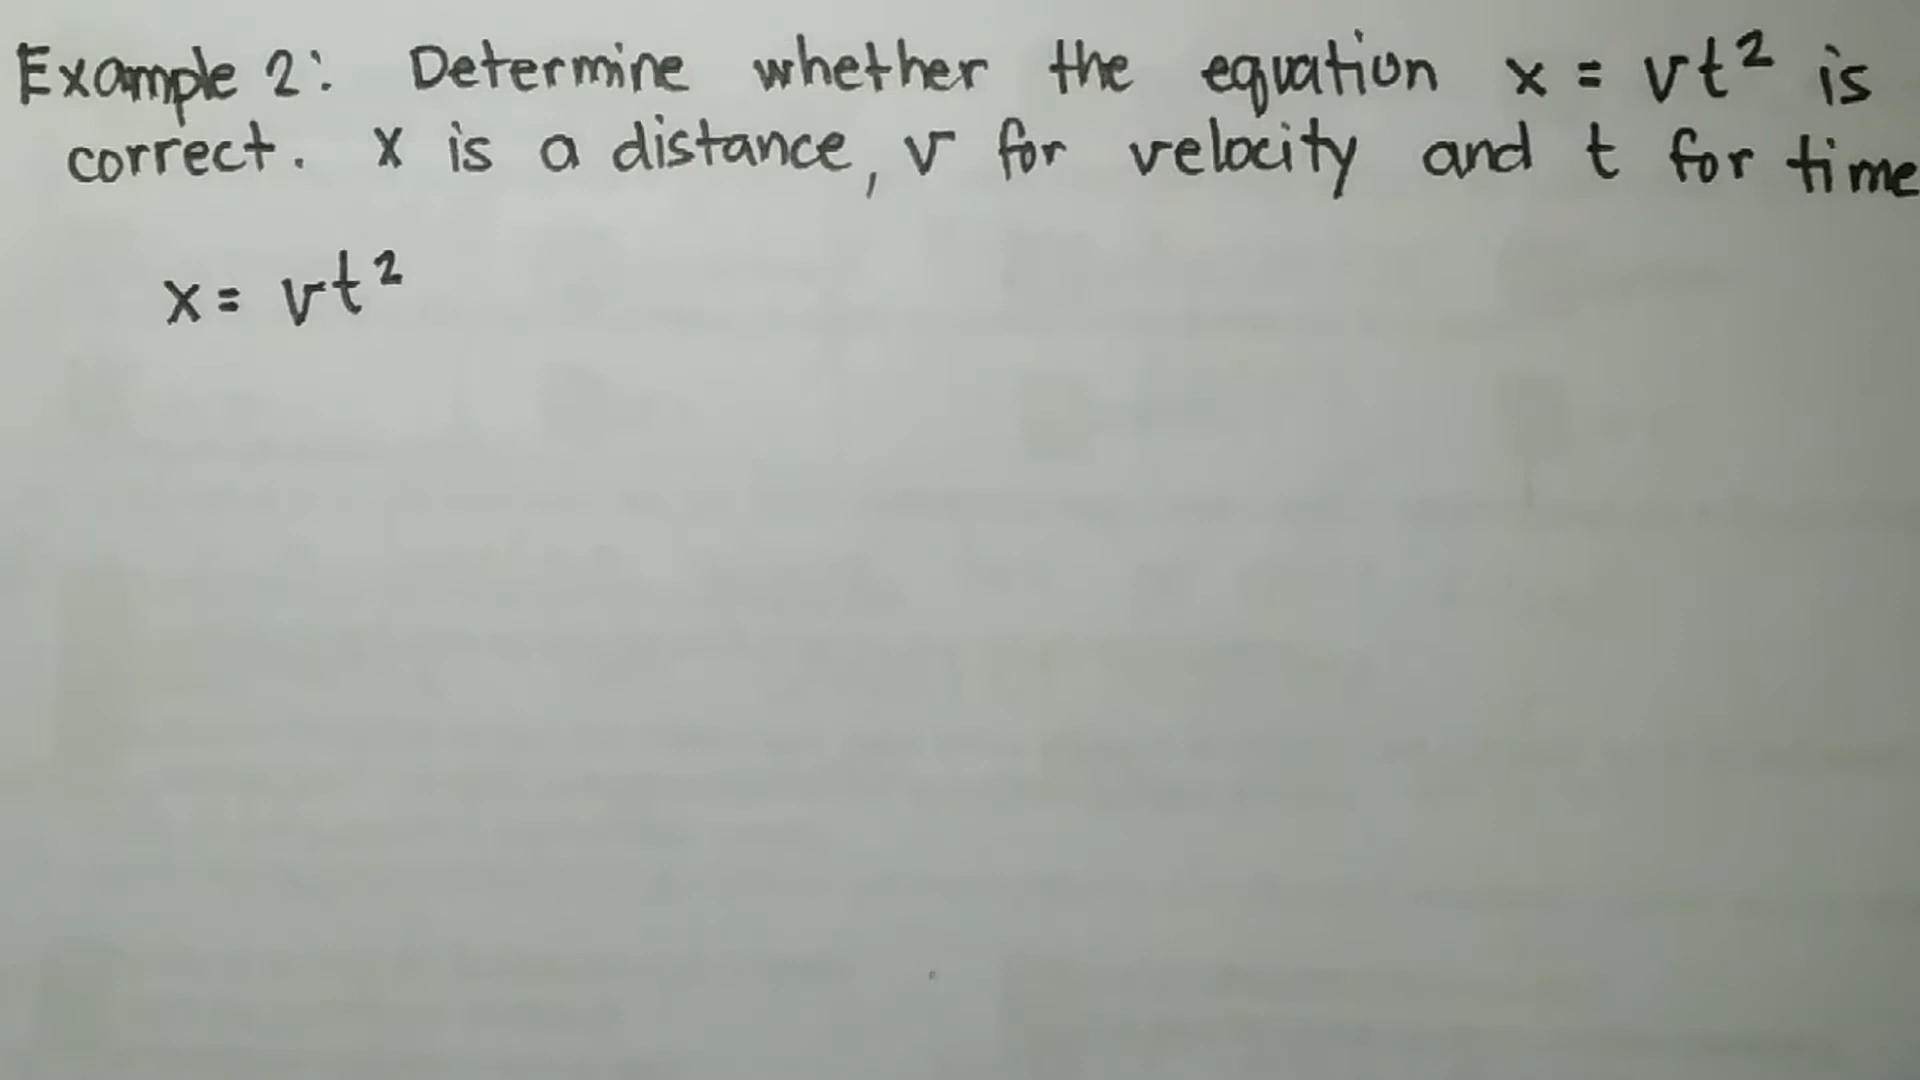 Example 2: Determine whether the equation x = vt² is
correct. x is a distance, v for velocity and t for time
x = vt²